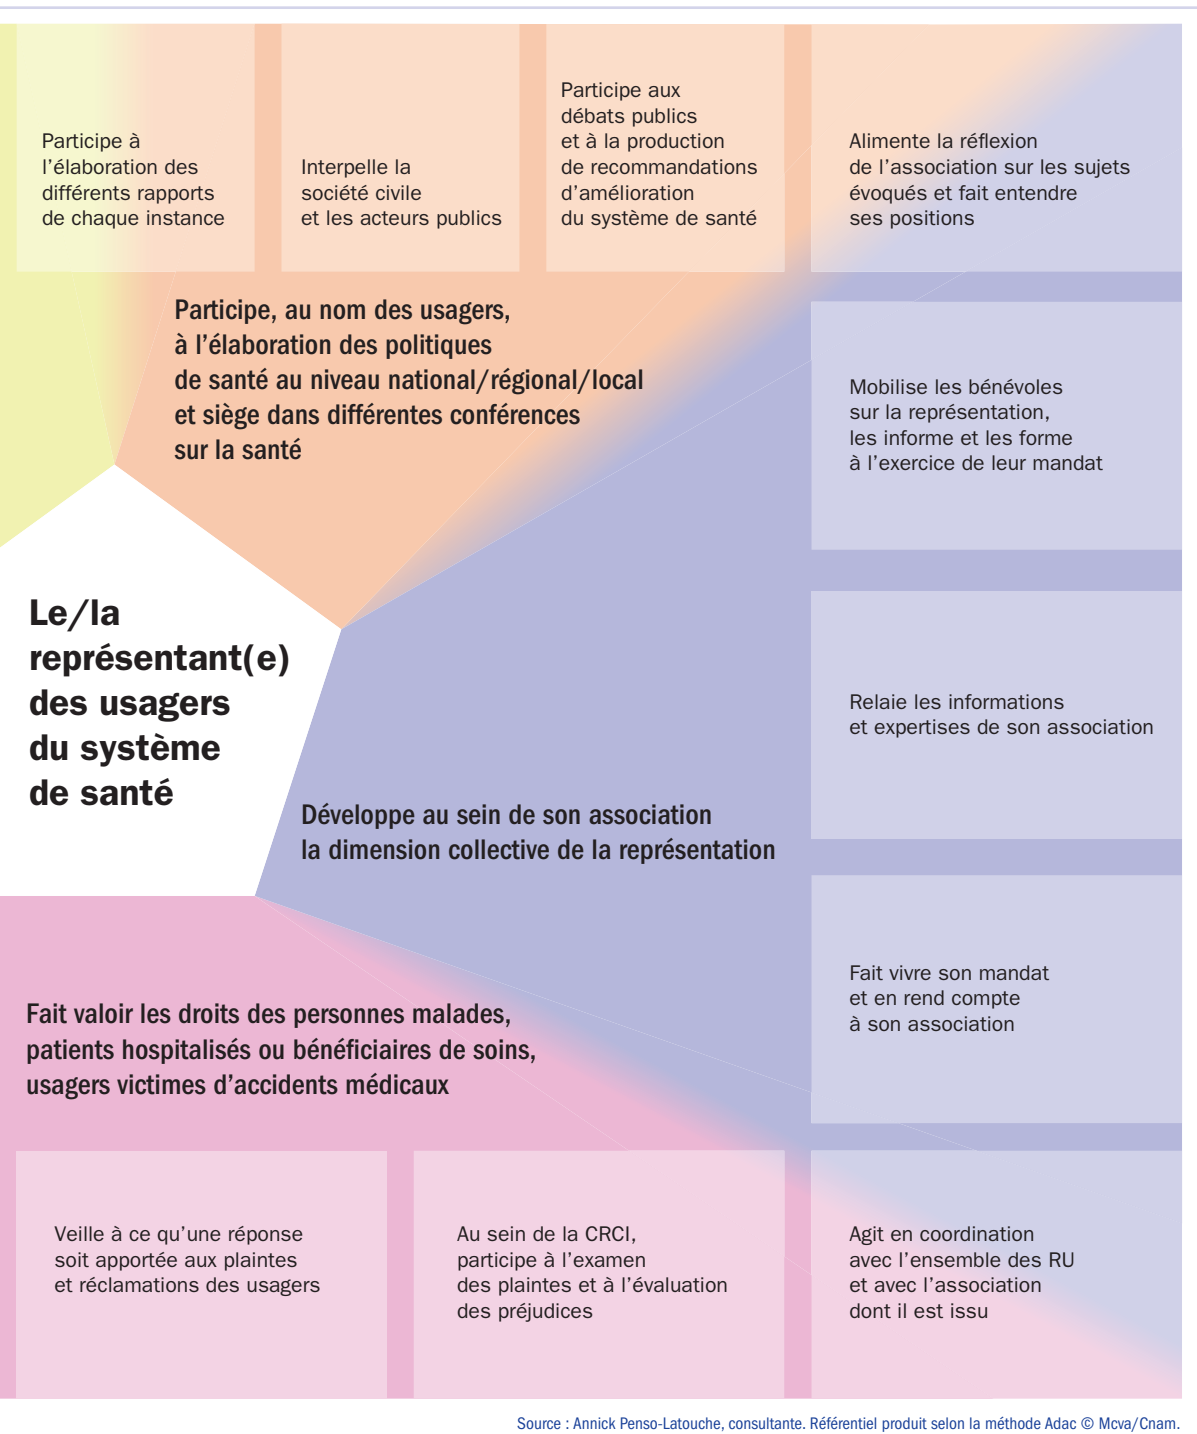 Participe à
l’élaboration des
différents rapports
de chaque instance
Interpelle la
société civile
et les acteurs publics
Participe aux
débats publics
et à la production
de recommandations
d’amélioration
du système de santé
Alimente la réflexion
de l’association sur les sujets
évoqués et fait entendre
ses positions
Participe, au nom des usagers,
à l’élaboration des politiques
de santé au niveau national/régional/local
et siège dans différentes conférences
sur la santé
Mobilise les bénévoles
sur la représentation,
les informe et les forme
à l’exercice de leur mandat
Le/la
représentant(e)
des usagers
du système
de santé
Relaie les informations
et expertises de son association
Développe au sein de son association
la dimension collective de la représentation
Fait vivre son mandat
et en rend compte
à son association
Fait valoir les droits des personnes malades,
patients hospitalisés ou bénéficiaires de soins,
usagers victimes d’accidents médicaux
Veille à ce qu’une réponse
soit apportée aux plaintes
et réclamations des usagers
Au sein de la CRCI,
participe à l’examen
des plaintes et à l’évaluation
des préjudices
Agit en coordination
avec l’ensemble des RU
et avec l’association
dont il est issu
Source : Annick Penso-Latouche, consultante. Référentiel produit selon la méthode Adac © Mcva/Cnam.